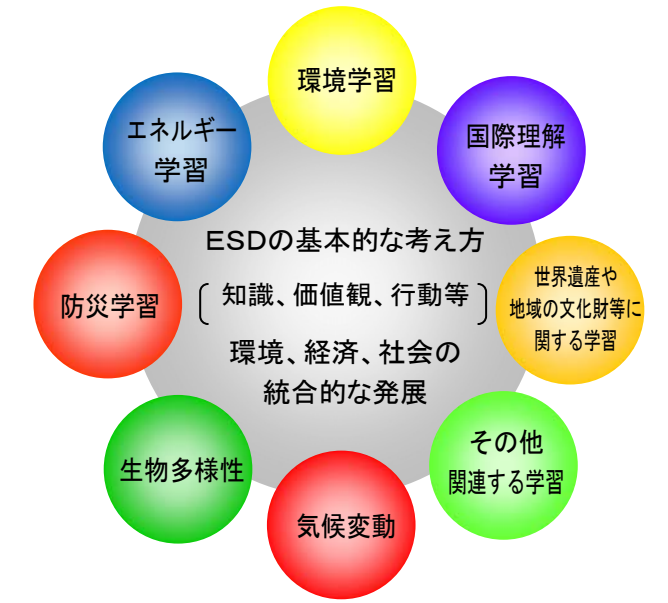 環境学習
国際理解
学習
世界遺産や
地域の文化財等に
関する学習
その他
関連する学習
気候変動
生物多様性
防災学習
エネルギー
学習
ESDの基本的な考え方
〔知識、価値観、行動等〕
環境、経済、社会の
統合的な発展